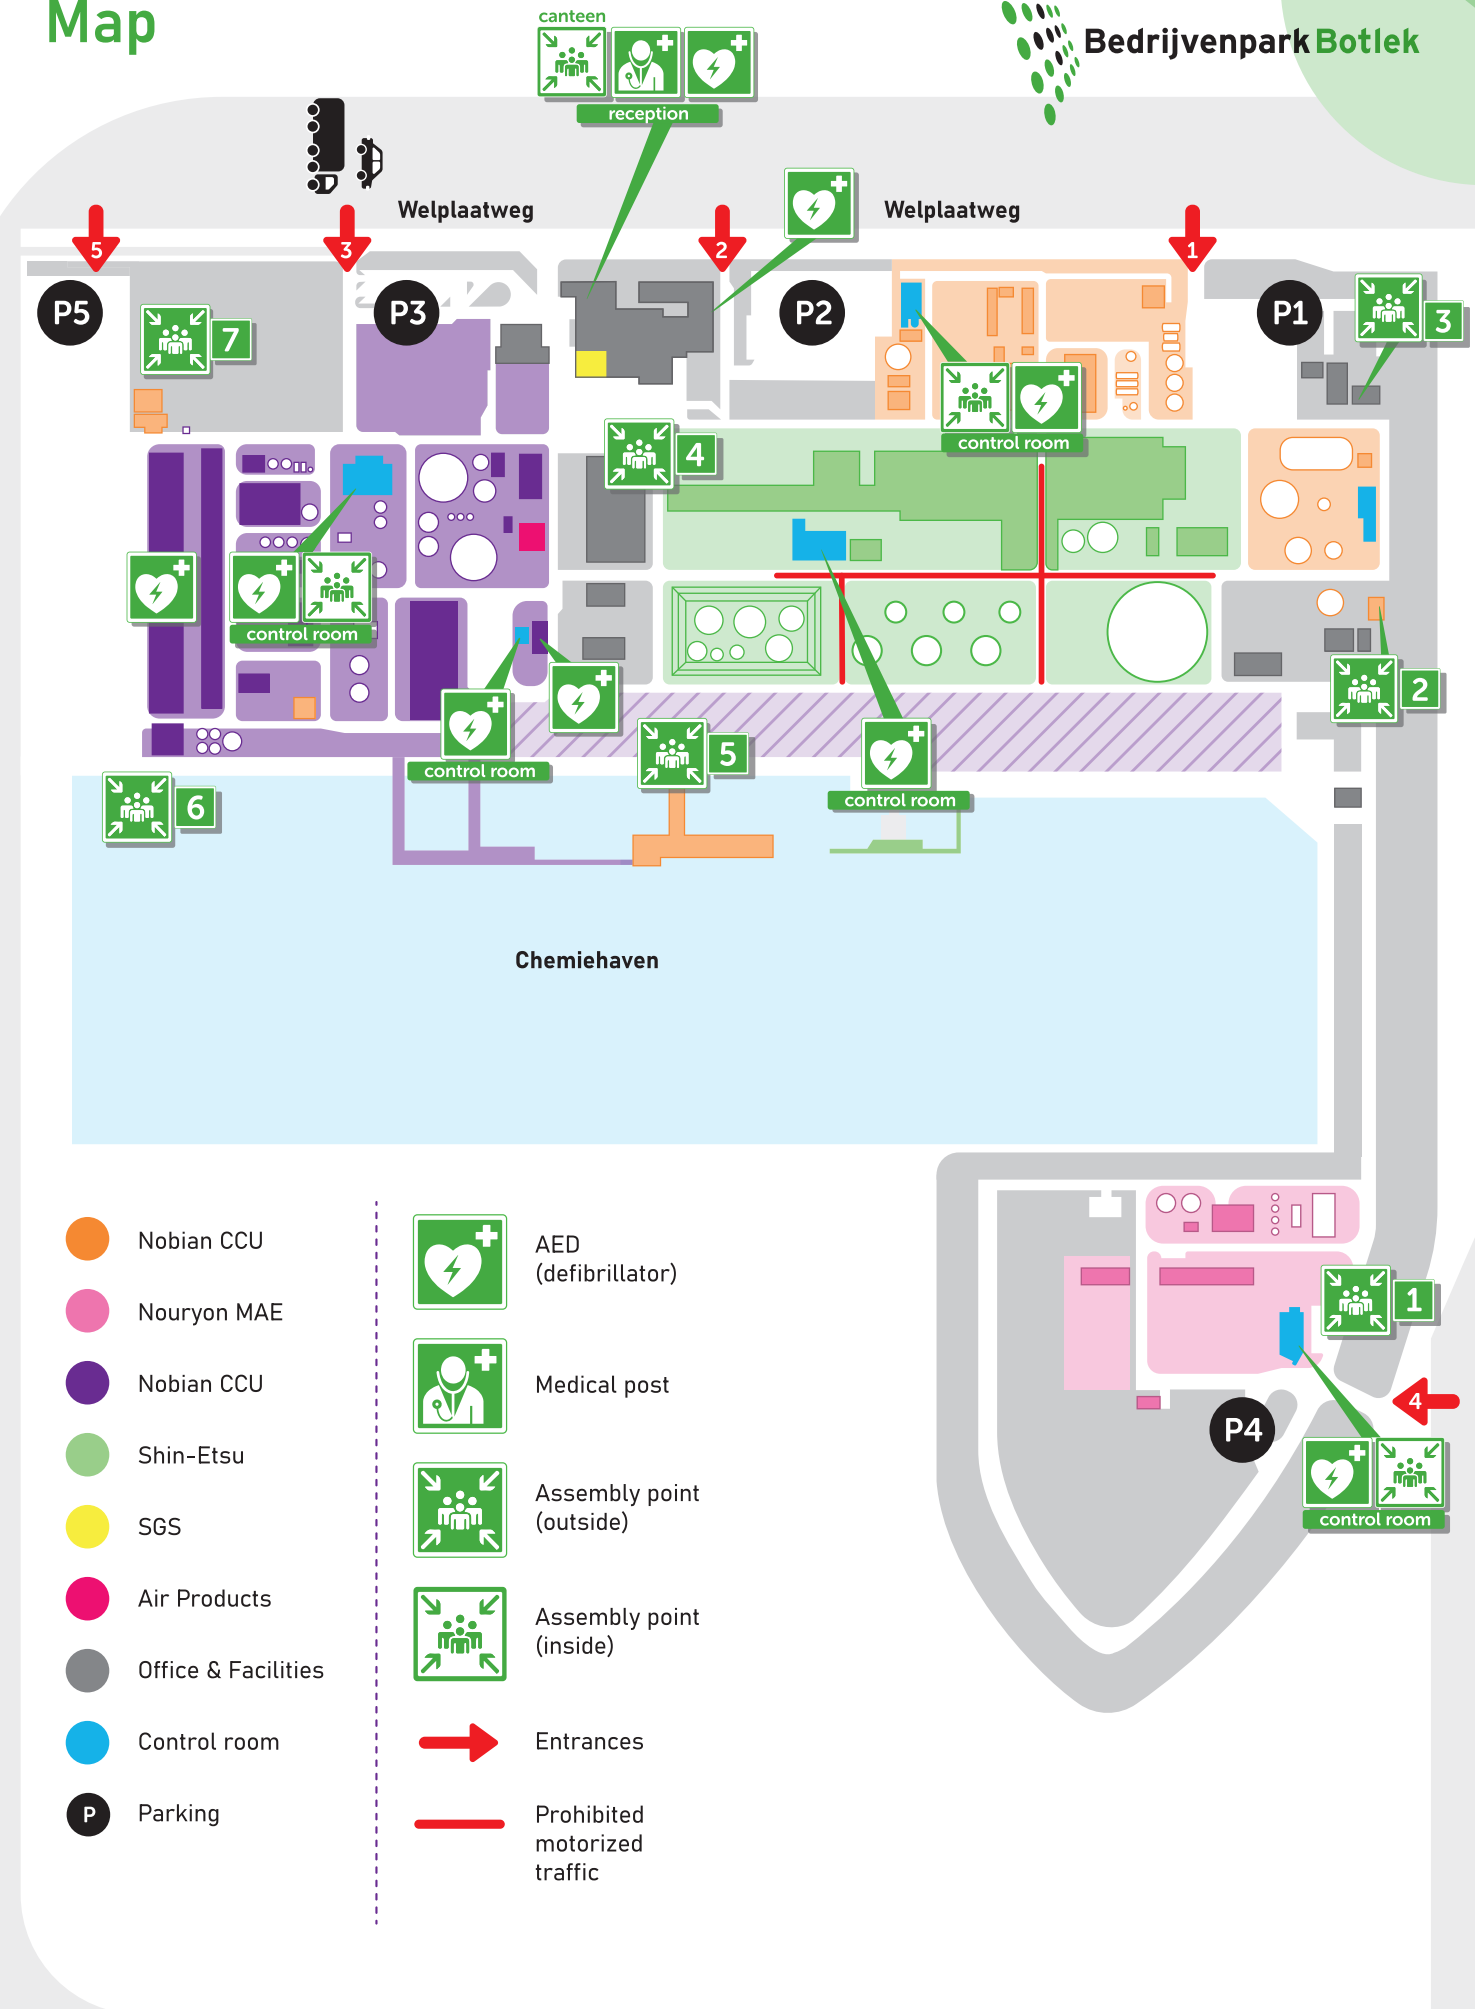 Map
canteen
Bedrijvenpark Botlek
reception
Welplaatweg
Welplaatweg
5
3
2
1
P5
P3
P2
P1
7
3
control room
4
control room
2
5
control room
control room
6
Chemiehaven
1
4
P4
control room
Nobian CCU
Nouryon MAE
Nobian CCU
Shin-Etsu
SGS
Air Products
Office & Facilities
Control room
P
Parking
AED
(defibrillator)
Medical post
Assembly point
(outside)
Assembly point
(inside)
Entrances
Prohibited
motorized
traffic